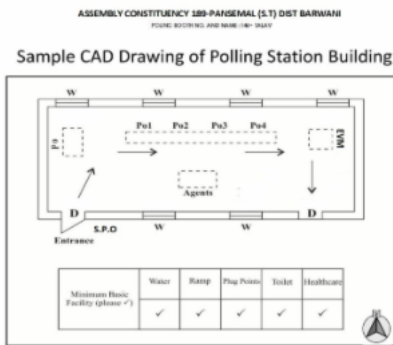 ASSEMBLY CONSTITUENCY 189-PANSEMAL (S.T) DIST BARWANI
Sample CAD Drawing of Polling Station Building
W W W W
Po1 Po2 Po3 Po4
Po
EVM
Agents
D D
S.P.O W W
Entrance
Minimum Basic Facility (please ✓) Water Ramp Plug Points Toilet Healthcare
✓ ✓ ✓ ✓ ✓